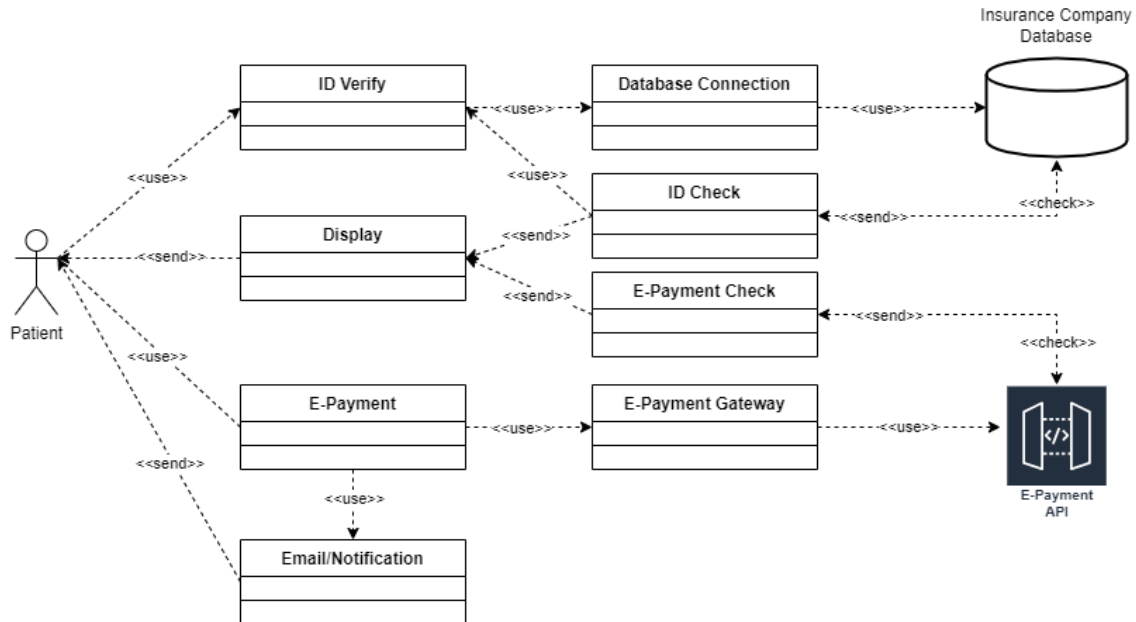 Insurance Company
Database
ID Verify
Database Connection
<<use>>
<<use>>
<<use>>
<<use>>
ID Check
<<check>>
<<send>>
Display
<<send>>
<<send>>
E-Payment Check
<<send>>
<<send>>
Patient
<<check>>
<<use>>
E-Payment
E-Payment Gateway
<<use>>
<<use>>
</>
<<send>>
<<use>>
E-Payment
API
Email/Notification